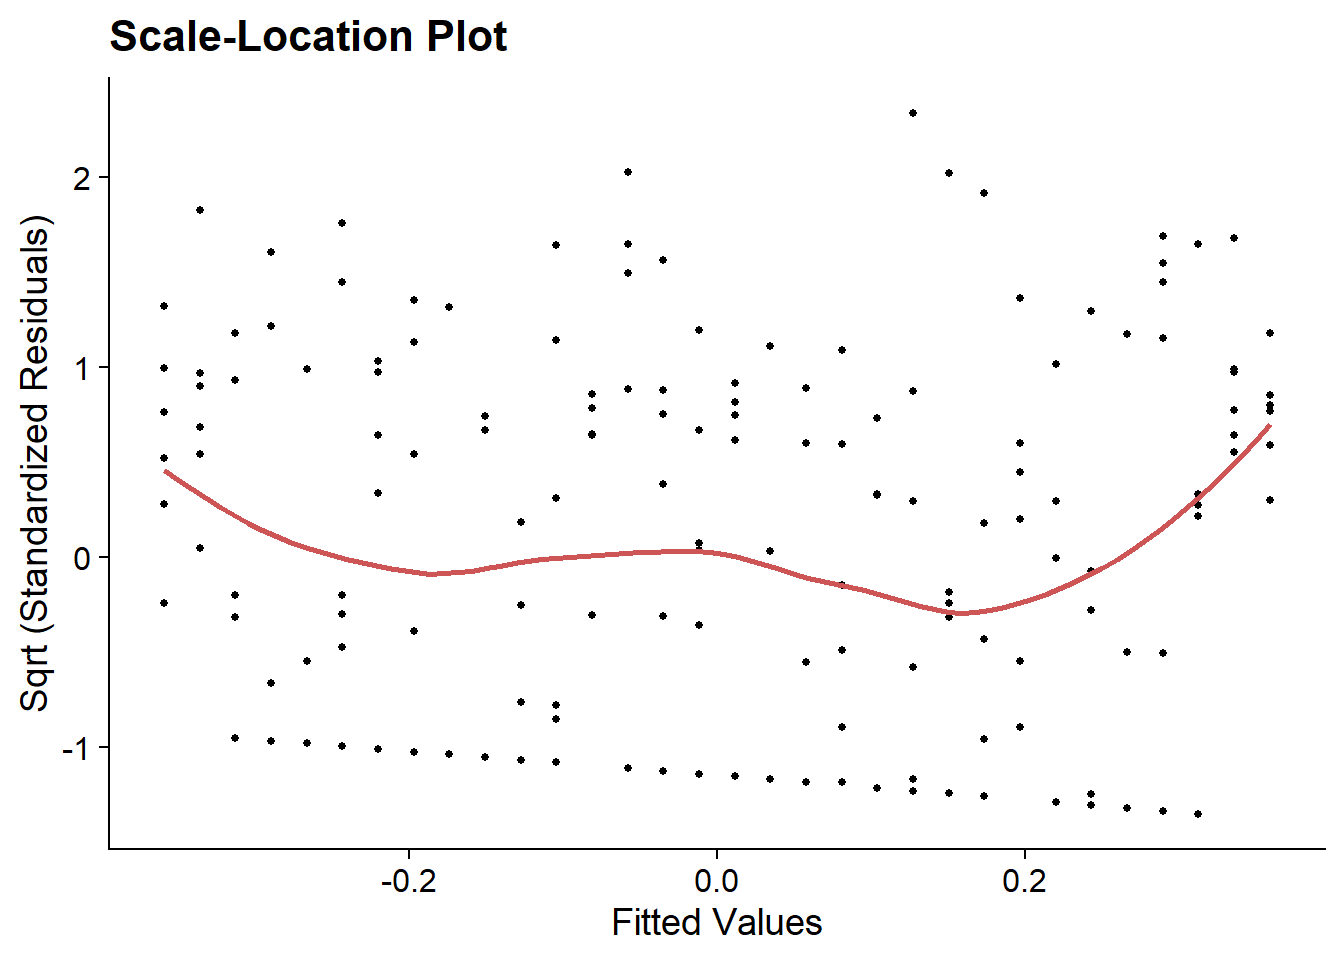 Scale-Location Plot
Sqrt (Standardized Residuals)
2
1
0
-1
-0.2 0.0 0.2
Fitted Values